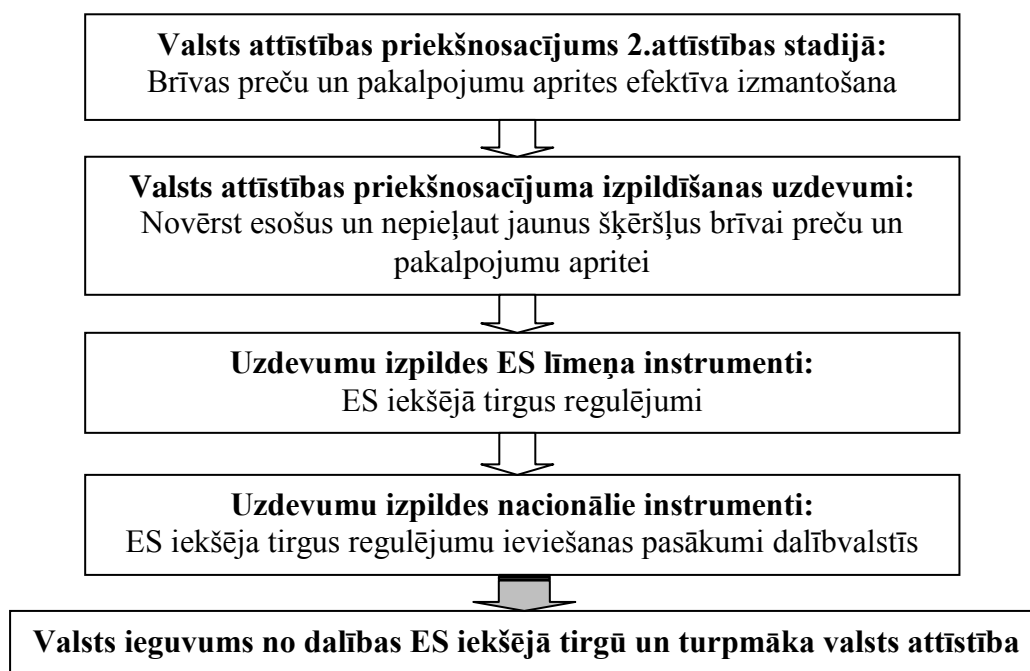 Valsts attīstības priekšnosacījums 2.attīstības stadijā:
Brīvas preču un pakalpojumu aprites efektīva izmantošana
Valsts attīstības priekšnosacījuma izpildīšanas uzdevumi:
Novērst esošus un nepieļaut jaunus šķēršļus brīvai preču un
pakalpojumu apritei
Uzdevumu izpildes ES līmeņa instrumenti:
ES iekšējā tirgus regulējumi
Uzdevumu izpildes nacionālie instrumenti:
ES iekšēja tirgus regulējumu ieviešanas pasākumi dalībvalstīs
Valsts ieguvums no dalības ES iekšējā tirgū un turpmāka valsts attīstība